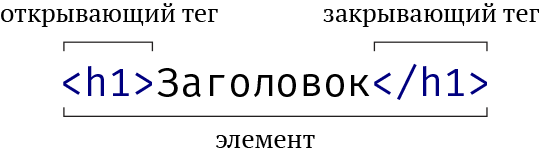 открывающий тег закрывающий тег
<h1>Заголовок</h1>
элемент